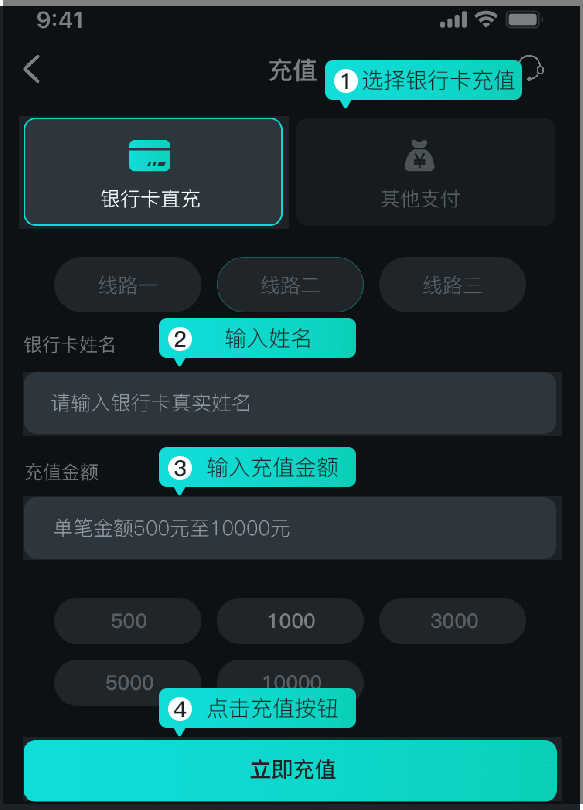 9:41
充值
1 选择银行卡充值
¥
银行卡直充
其他支付
线路一
线路二
线路三
银行卡姓名
2 输入姓名
请输入银行卡真实姓名
充值金额
3 输入充值金额
单笔金额500元至10000元
500
1000
3000
5000
10000
4 点击充值按钮
立即充值